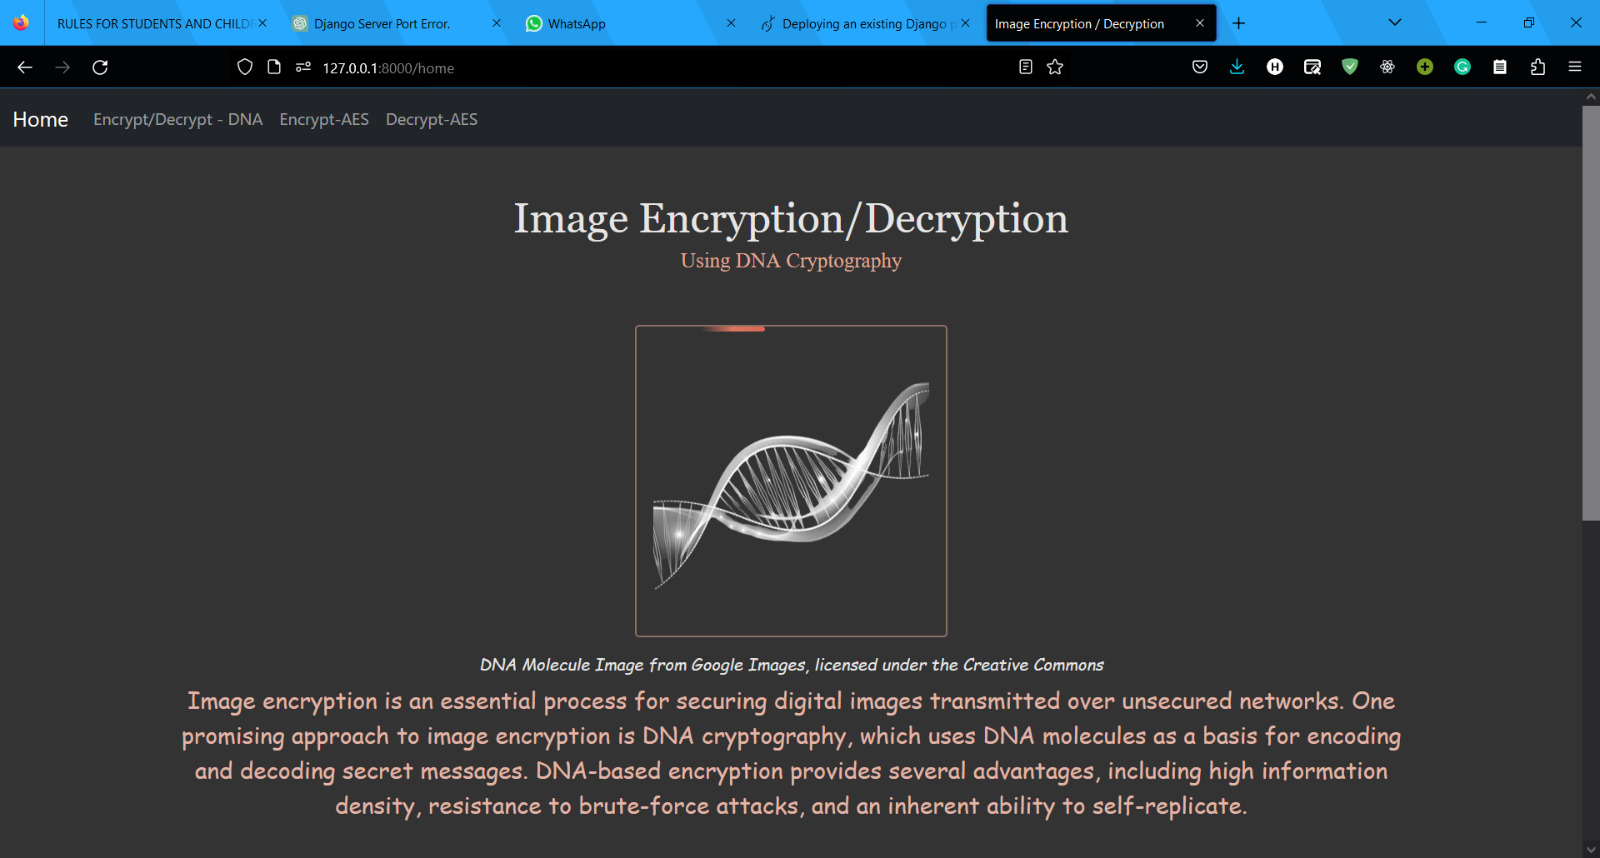 RULES FOR STUDENTS AND CHILD
Django Server Port Error.
WhatsApp
Deploying an existing Django p
Image Encryption / Decryption
127.0.0.1:8000/home
Home
Encrypt/Decrypt - DNA
Encrypt-AES
Decrypt-AES
Image Encryption/Decryption
Using DNA Cryptography
DNA Molecule Image from Google Images, licensed under the Creative Commons
Image encryption is an essential process for securing digital images transmitted over unsecured networks. One
promising approach to image encryption is DNA cryptography, which uses DNA molecules as a basis for encoding
and decoding secret messages. DNA-based encryption provides several advantages, including high information
density, resistance to brute-force attacks, and an inherent ability to self-replicate.